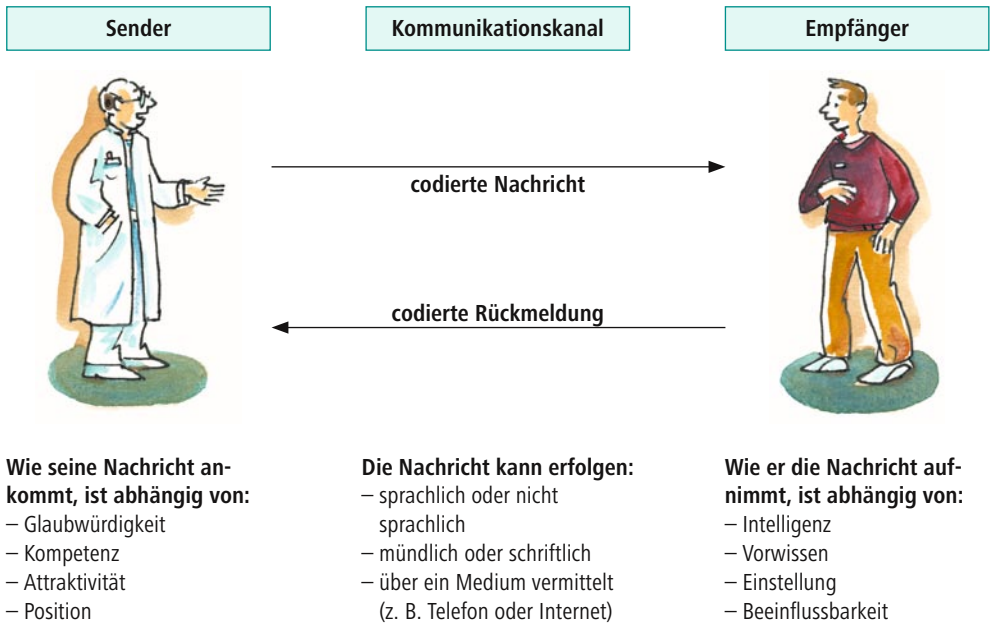 Sender
Kommunikationskanal
Empfänger
codierte Nachricht
codierte Rückmeldung
Wie seine Nachricht an-
kommt, ist abhängig von:
– Glaubwürdigkeit
– Kompetenz
– Attraktivität
– Position
Die Nachricht kann erfolgen:
– sprachlich oder nicht
sprachlich
– mündlich oder schriftlich
– über ein Medium vermittelt
(z. B. Telefon oder Internet)
Wie er die Nachricht auf-
nimmt, ist abhängig von:
– Intelligenz
– Vorwissen
– Einstellung
– Beeinflussbarkeit